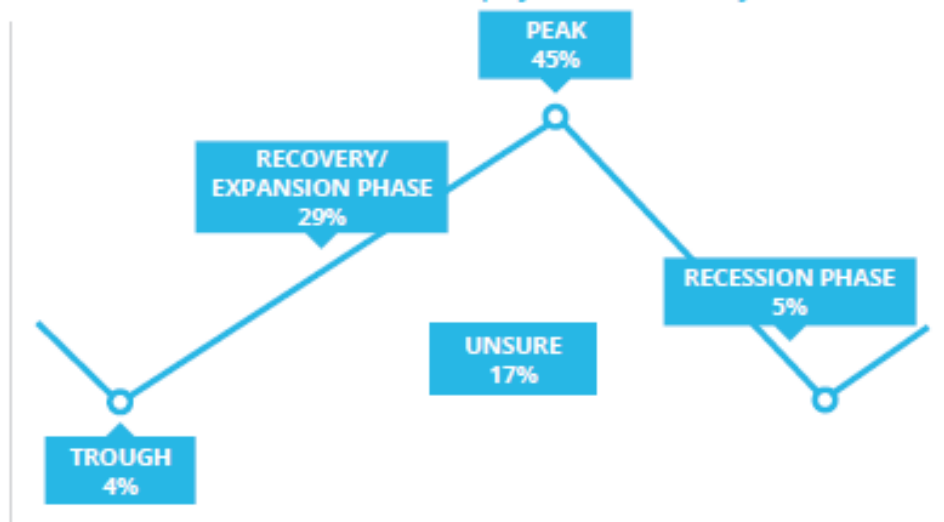 PEAK
45%
RECOVERY/
EXPANSION PHASE
29%
RECESSION PHASE
5%
UNSURE
17%
TROUGH
4%